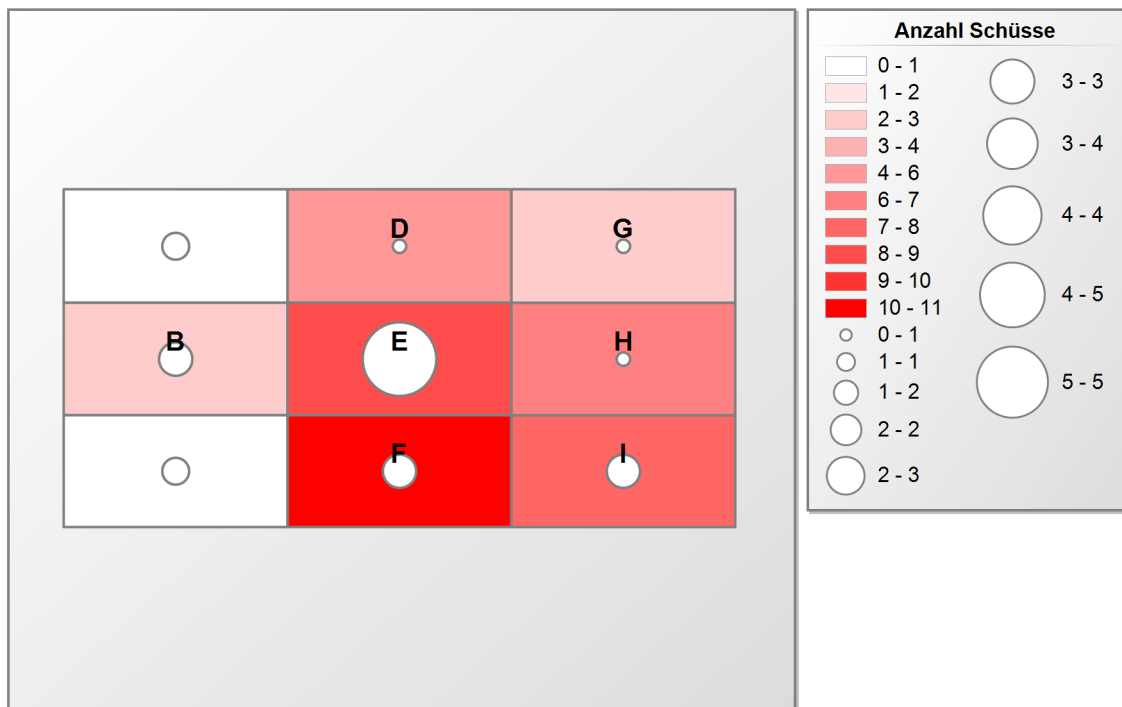 Anzahl Schüsse
0 - 1
1 - 2
2 - 3
3 - 4
4 - 6
6 - 7
7 - 8
8 - 9
9 - 10
10 - 11
0 - 1
1 - 1
1 - 2
2 - 2
2 - 3
3 - 3
3 - 4
4 - 4
4 - 5
5 - 5
D
G
B
E
H
F
I